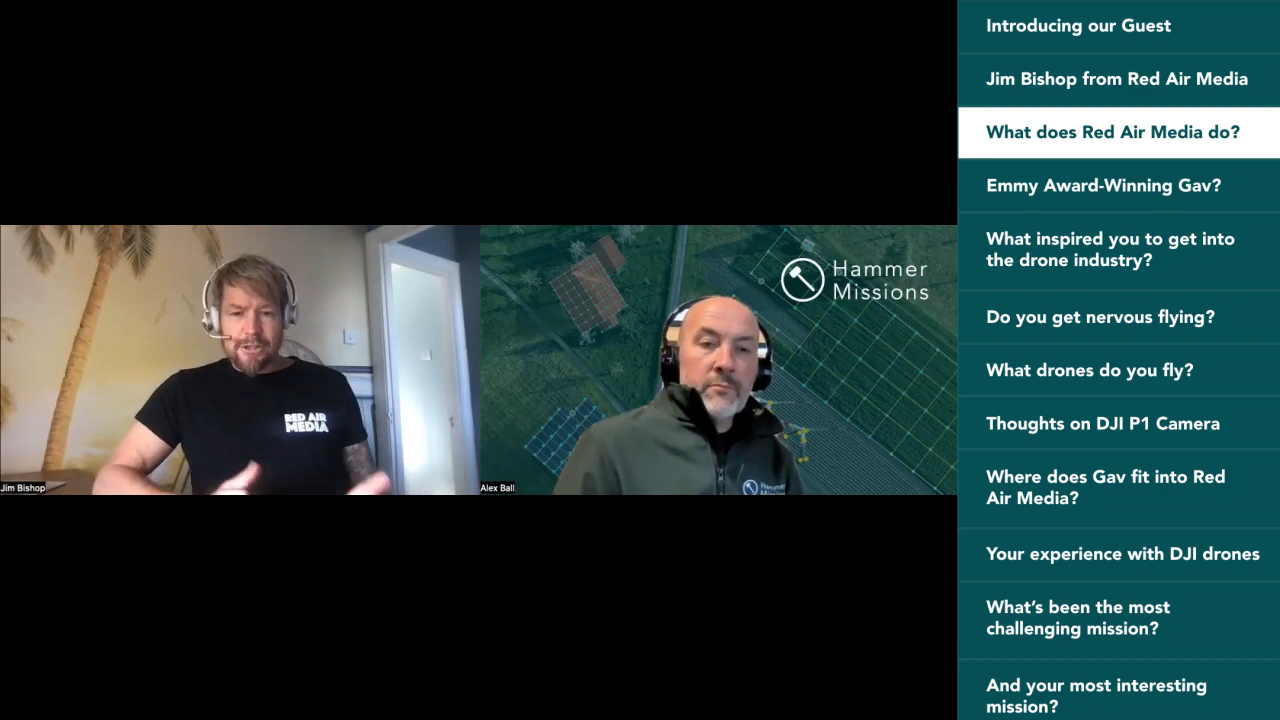 Introducing our Guest
Jim Bishop from Red Air Media
What does Red Air Media do?
Emmy Award-Winning Gav?
What inspired you to get into
the drone industry?
Do you get nervous flying?
What drones do you fly?
Thoughts on DJI P1 Camera
Where does Gav fit into Red
Air Media?
Your experience with DJI drones
What's been the most
challenging mission?
And your most interesting
mission?
RED AIR
MEDIA
Jim Bishop
Hammer
Missions
Alex Ball